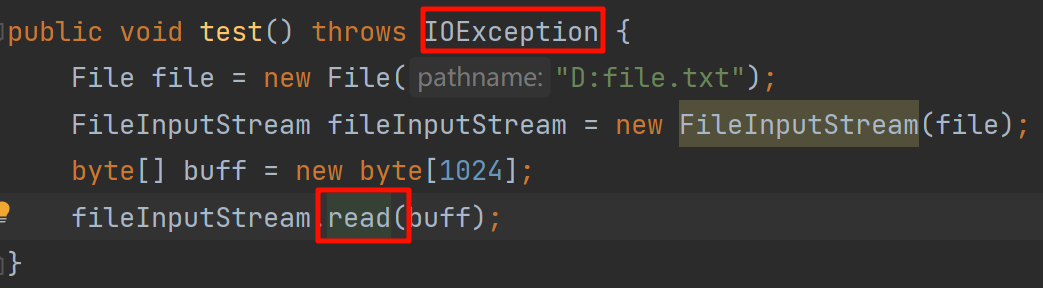 public void test() throws IOException {
File file = new File( pathname: "D:file.txt");
FileInputStream fileInputStream = new FileInputStream(file);
byte[] buff = new byte[1024];
fileInputStream.read(buff);
}